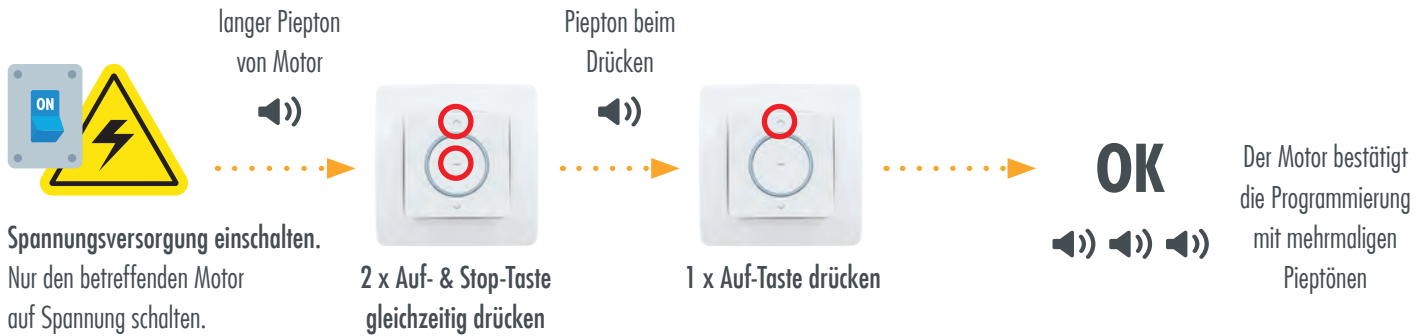 langer Piepton
von Motor
Piepton beim
Drücken
ON
OK
Der Motor bestätigt
die Programmierung
mit mehrmaligen
Pieptönen
Spannungsversorgung einschalten.
Nur den betreffenden Motor
auf Spannung schalten.
2 x Auf- & Stop-Taste
gleichzeitig drücken
1 x Auf-Taste drücken